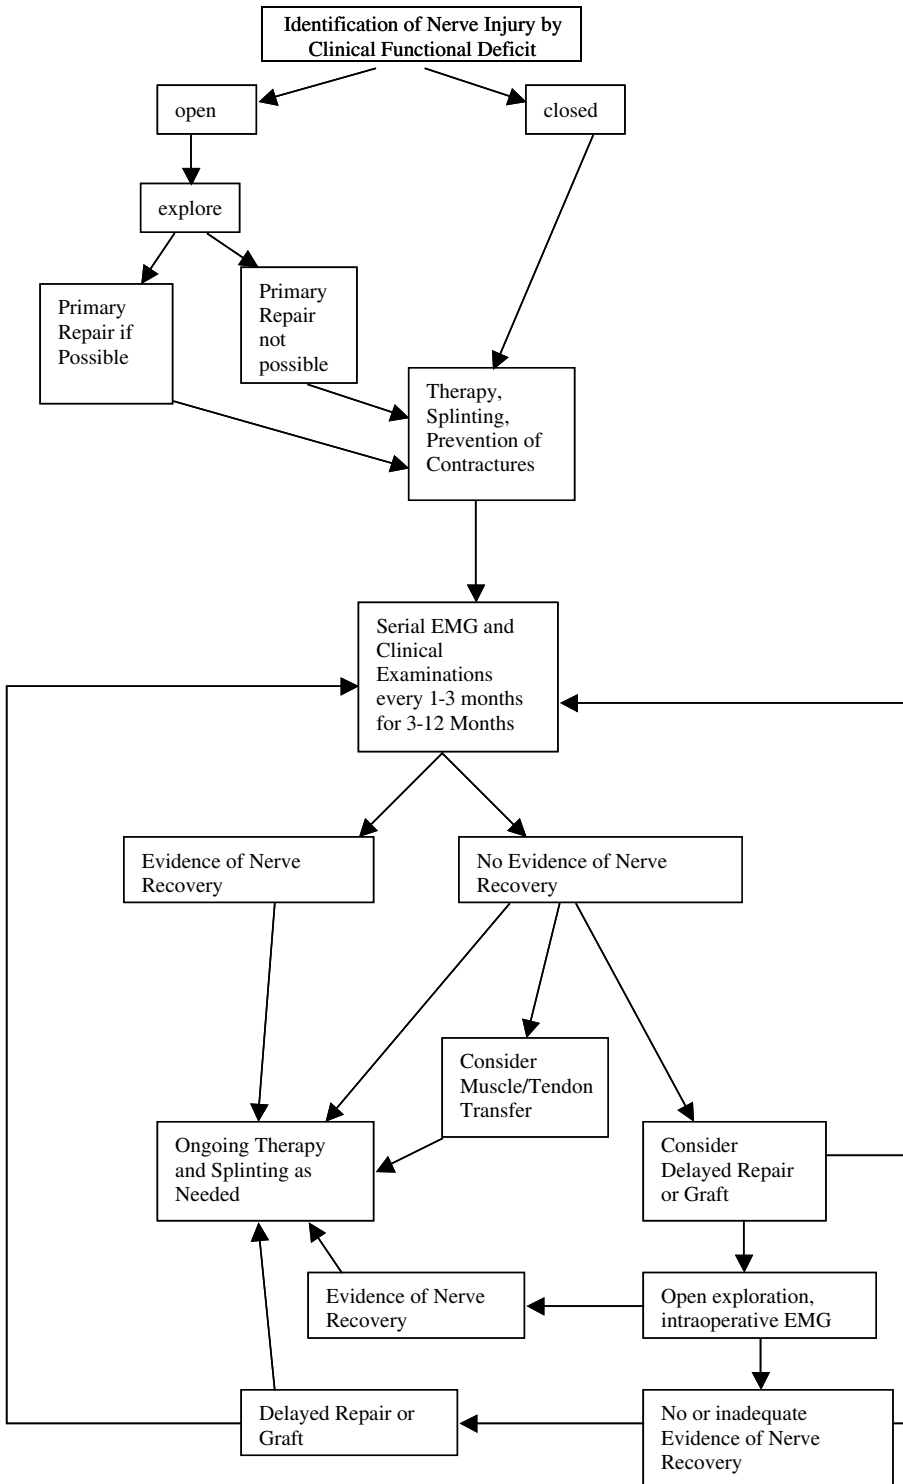 Identification of Nerve Injury by
Clinical Functional Deficit
open
closed
explore
Primary
Repair if
Possible
Primary
Repair
not
possible
Therapy,
Splinting,
Prevention of
Contractures
Serial EMG and
Clinical
Examinations
every 1-3 months
for 3-12 Months
Evidence of Nerve
Recovery
No Evidence of Nerve
Recovery
Consider
Muscle/Tendon
Transfer
Ongoing Therapy
and Splinting as
Needed
Consider
Delayed Repair
or Graft
Evidence of Nerve
Recovery
Open exploration,
intraoperative EMG
Delayed Repair or
Graft
No or inadequate
Evidence of Nerve
Recovery